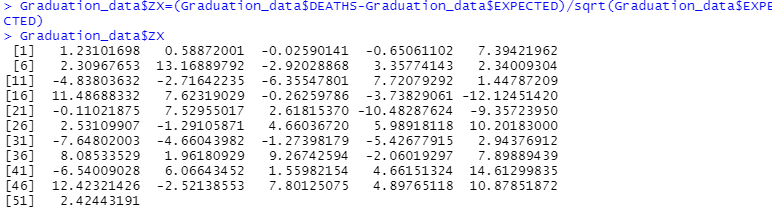 > Graduation_data$ZX=(Graduation_data$DEATHS-Graduation_data$EXPECTED)/sqrt(Graduation_data$EXPE
CTED)
> Graduation_data$ZX
[1] 1.23101698 0.58872001 -0.02590141 -0.65061102 7.39421962
[6] 2.30967653 13.16889792 -2.92028868 3.35774143 2.34009304
[11] -4.83803632 -2.71642235 -6.35547801 7.72079292 1.44787209
[16] 11.48688332 7.62319029 -0.26259786 -3.73829061 -12.12451420
[21] -0.11021875 7.52955017 2.61815370 -10.48287624 -9.35723950
[26] 2.53109907 -1.29105871 4.66036720 5.98918118 10.20183000
[31] -7.64802003 -4.66043982 -1.27398179 -5.42677915 2.94376912
[36] 8.08533529 1.96180929 9.26742594 -2.06019297 7.89889439
[41] -6.54009028 6.06643452 1.55982154 4.66151324 14.61299835
[46] 12.42321426 -2.52138553 7.80125075 4.89765118 10.87851872
[51] 2.42443191